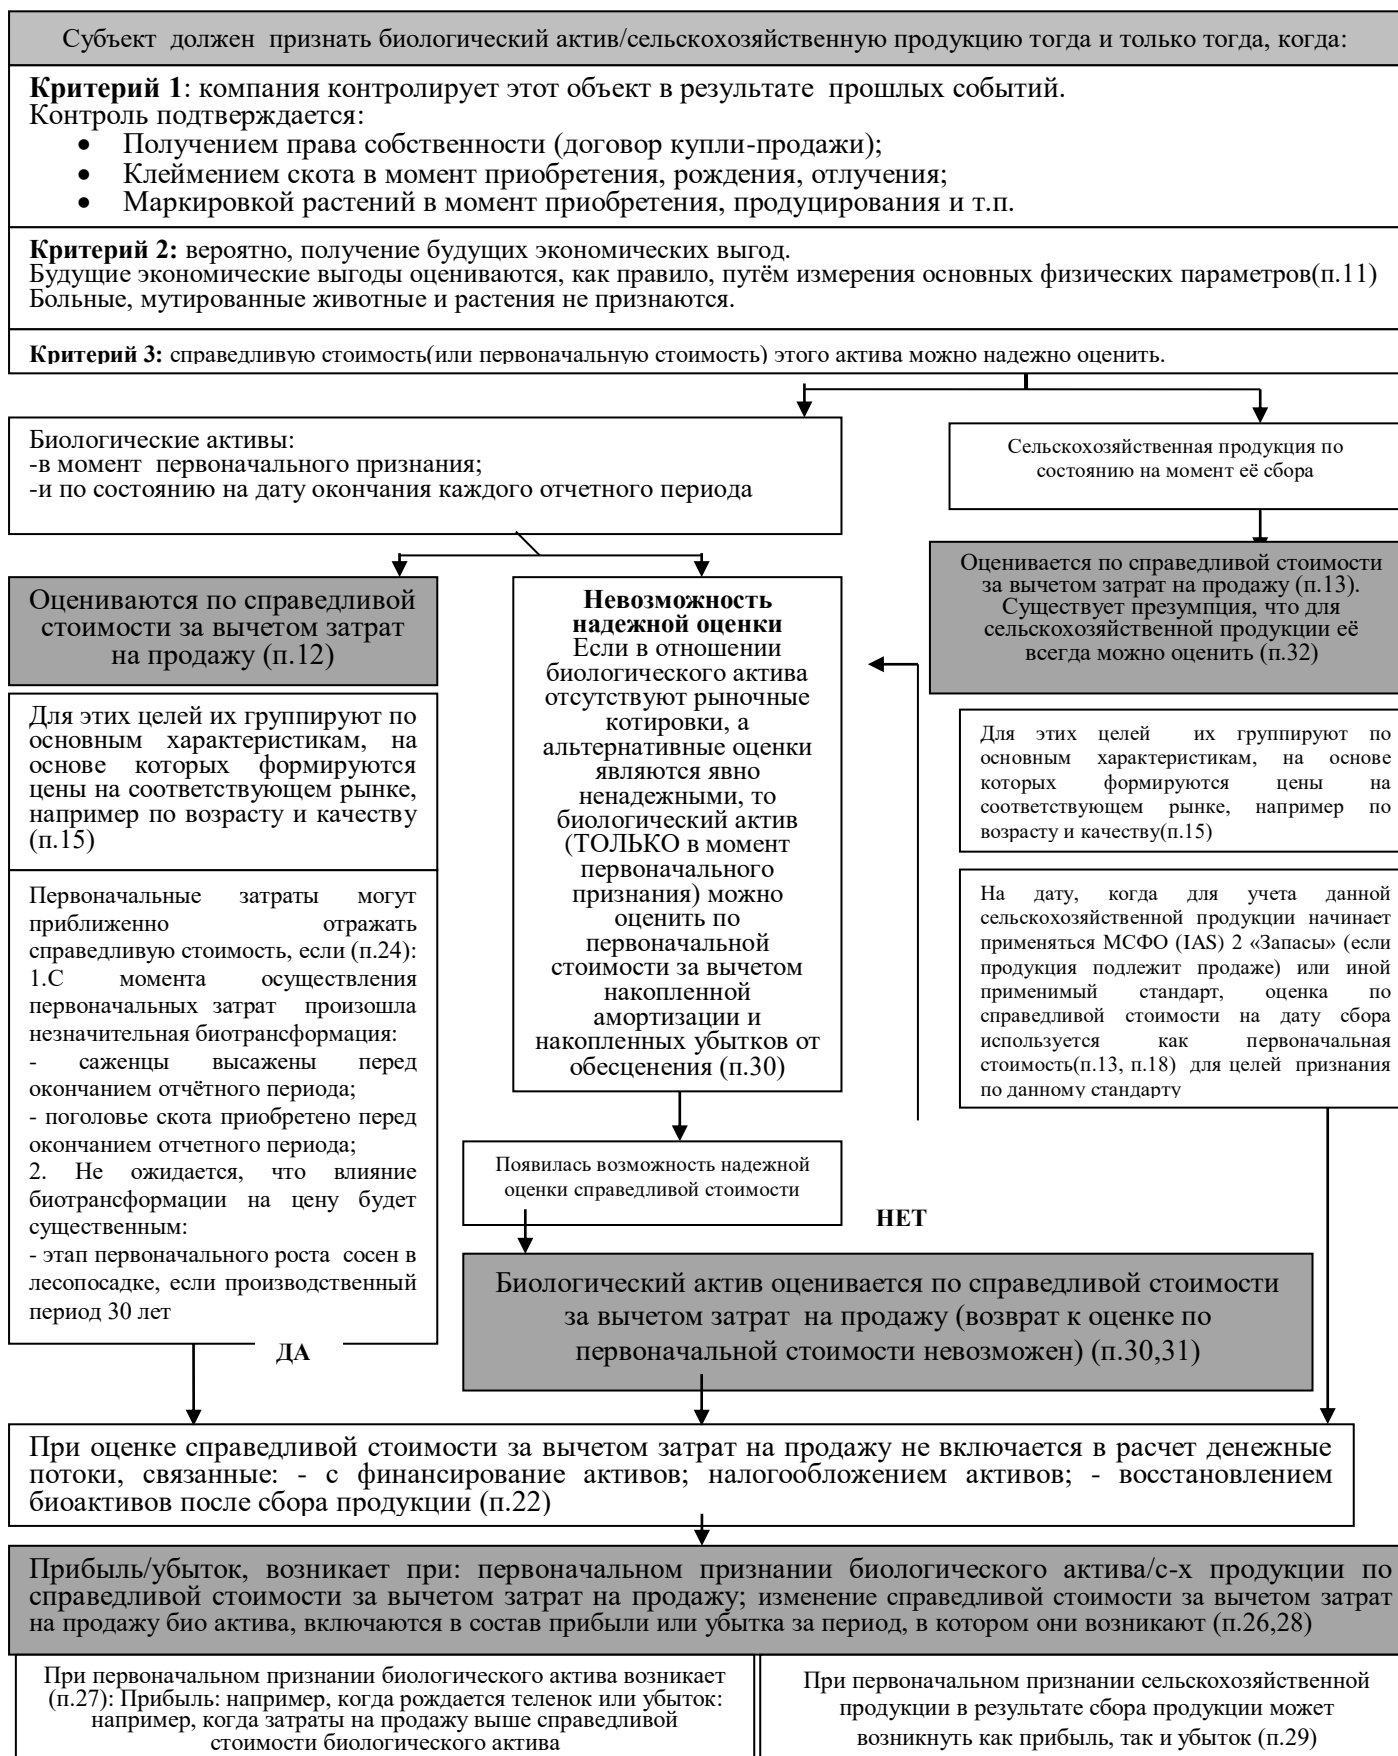 Субъект должен признать биологический актив/сельскохозяйственную продукцию тогда и только тогда, когда:
Критерий 1: компания контролирует этот объект в результате прошлых событий.
Контроль подтверждается:
• Получением права собственности (договор купли-продажи);
• Клеймением скота в момент приобретения, рождения, отлучения;
• Маркировкой растений в момент приобретения, продуцирования и т.п.
Критерий 2: вероятно, получение будущих экономических выгод.
Будущие экономические выгоды оцениваются, как правило, путём измерения основных физических параметров(п.11)
Больные, мутированные животные и растения не признаются.
Критерий 3: справедливую стоимость(или первоначальную стоимость) этого актива можно надежно оценить.
Биологические активы:
-в момент первоначального признания;
-и по состоянию на дату окончания каждого отчетного периода
Сельскохозяйственная продукция по
состоянию на момент её сбора
Оцениваются по справедливой
стоимости за вычетом затрат
на продажу (п.12)
Для этих целей их группируют по
основным характеристикам, на
основе которых формируются
цены на соответствующем рынке,
например по возрасту и качеству
(п.15)
Первоначальные затраты могут
приближенно отражать
справедливую стоимость, если (п.24):
1.С момента осуществления
первоначальных затрат произошла
незначительная биотрансформация:
- саженцы высажены перед
окончанием отчётного периода;
- поголовье скота приобретено перед
окончанием отчетного периода;
2. Не ожидается, что влияние
биотрансформации на цену будет
существенным:
- этап первоначального роста сосен в
лесопосадке, если производственный
период 30 лет
ДА
Невозможность
надежной оценки
Если в отношении
биологического актива
отсутствуют рыночные
котировки, а
альтернативные оценки
являются явно
ненадежными, то
биологический актив
(ТОЛЬКО в момент
первоначального
признания) можно
оценить по
первоначальной
стоимости за вычетом
накопленной
амортизации и
накопленных убытков от
обесценения (п.30)
Появилась возможность надежной
оценки справедливой стоимости
НЕТ
Биологический актив оценивается по справедливой стоимости
за вычетом затрат на продажу (возврат к оценке по
первоначальной стоимости невозможен) (п.30,31)
Оценивается по справедливой стоимости
за вычетом затрат на продажу (п.13).
Существует презумпция, что для
сельскохозяйственной продукции её
всегда можно оценить (п.32)
Для этих целей их группируют по
основным характеристикам, на основе
которых формируются цены на
соответствующем рынке, например по
возрасту и качеству(п.15)
На дату, когда для учета данной
сельскохозяйственной продукции начинает
применяться МСФО (IAS) 2 «Запасы» (если
продукция подлежит продаже) или иной
применимый стандарт, оценка по
справедливой стоимости на дату сбора
используется как первоначальная
стоимость(п.13, п.18) для целей признания
по данному стандарту
При оценке справедливой стоимости за вычетом затрат на продажу не включается в расчет денежные
потоки, связанные: - с финансирование активов; налогообложением активов; - восстановлением
биоактивов после сбора продукции (п.22)
Прибыль/убыток, возникает при: первоначальном признании биологического актива/с-х продукции по
справедливой стоимости за вычетом затрат на продажу; изменение справедливой стоимости за вычетом затрат
на продажу био актива, включаются в состав прибыли или убытка за период, в котором они возникают (п.26,28)
При первоначальном признании биологического актива возникает
(п.27): Прибыль: например, когда рождается теленок или убыток:
например, когда затраты на продажу выше справедливой
стоимости биологического актива
При первоначальном признании сельскохозяйственной
продукции в результате сбора продукции может
возникнуть как прибыль, так и убыток (п.29)